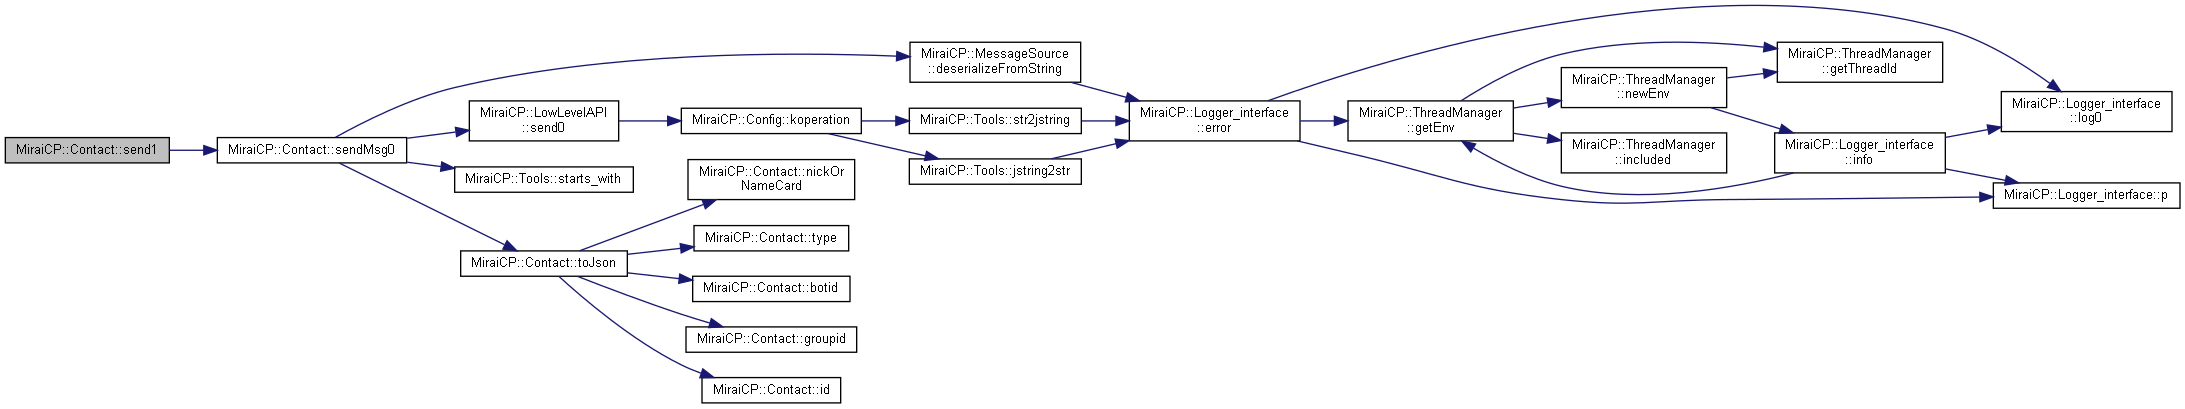 MiraiCP::Contact::send1
MiraiCP::Contact::sendMsg0
MiraiCP::MessageSource
::deserializeFromString
MiraiCP::LowLevelAPI
::send0
MiraiCP::Tools::starts_with
MiraiCP::Contact::toJson
MiraiCP::Config::koperation
MiraiCP::Contact::nickOr
NameCard
MiraiCP::Contact::type
MiraiCP::Contact::botid
MiraiCP::Contact::groupid
MiraiCP::Contact::id
MiraiCP::Tools::str2jstring
MiraiCP::Tools::jstring2str
MiraiCP::Logger_interface
::error
MiraiCP::ThreadManager
::getEnv
MiraiCP::ThreadManager
::newEnv
MiraiCP::ThreadManager
::included
MiraiCP::ThreadManager
::getThreadId
MiraiCP::Logger_interface
::info
MiraiCP::Logger_interface
::log0
MiraiCP::Logger_interface::p